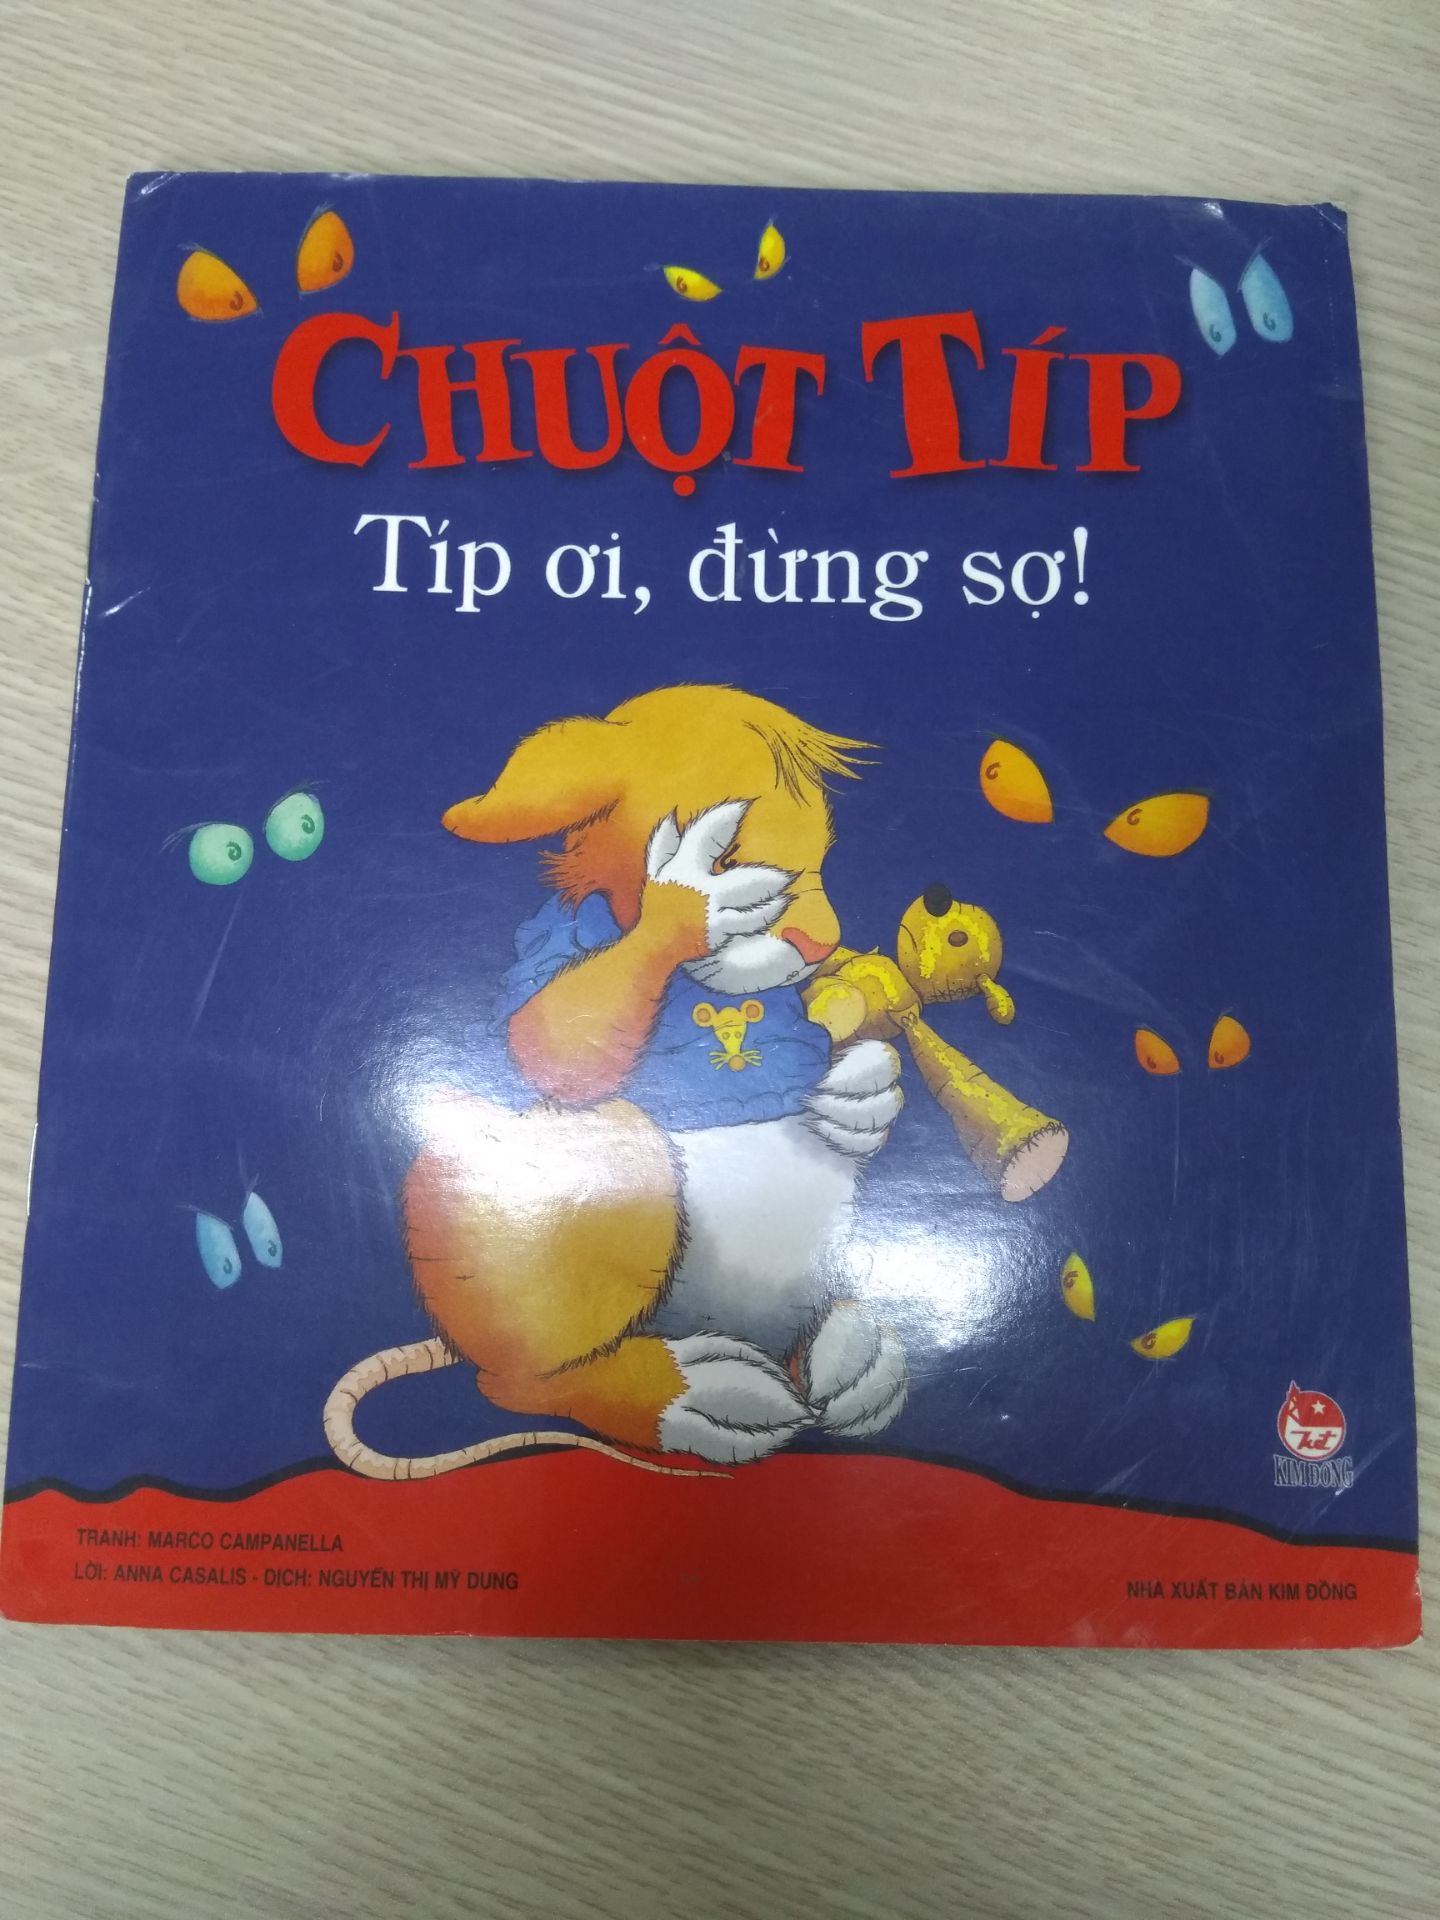 CHUỘT TÍP
Típ ơi, đừng sợ!
Két
KIM ĐỒNG
TRANH: MARCO CAMPANELLA
LỜI: ANNA CASALIS - DỊCH: NGUYỄN THỊ MỸ DUNG
NHÀ XUẤT BẢN KIM ĐỒNG